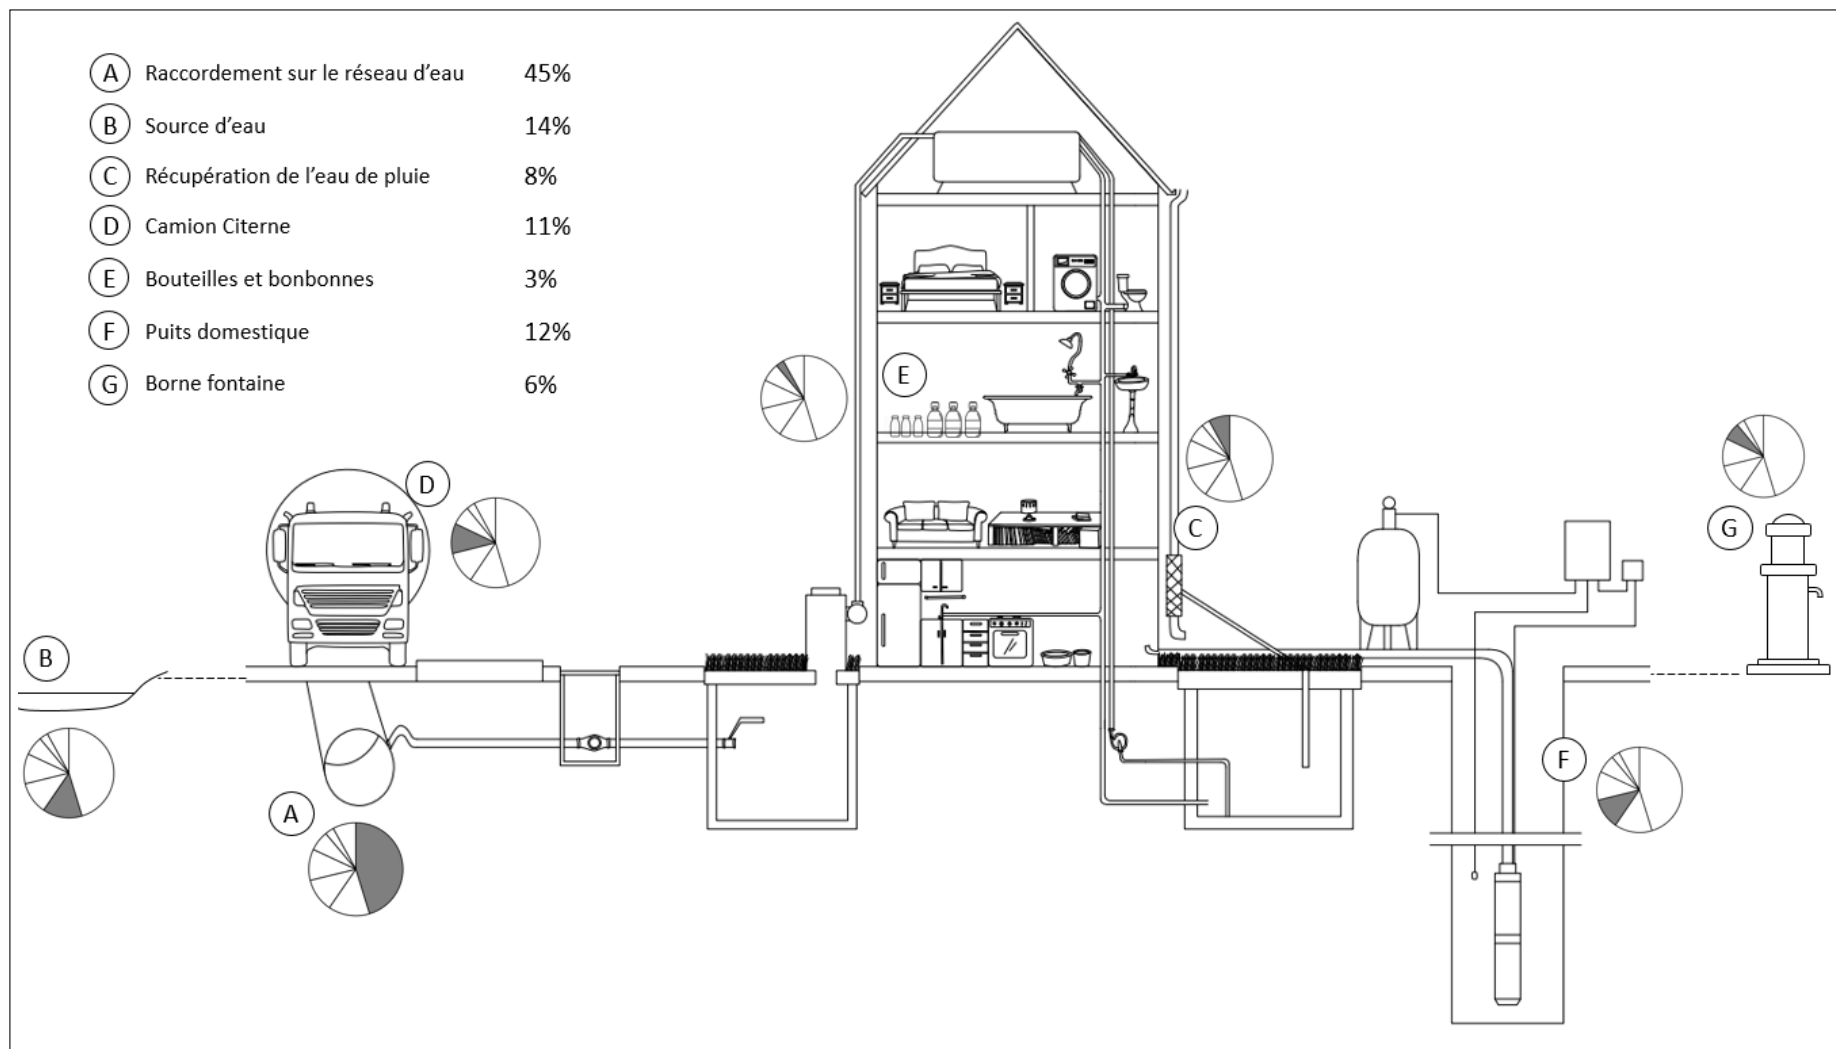 A Raccordement sur le réseau d'eau 45%
B Source d'eau 14%
C Récupération de l'eau de pluie 8%
D Camion Citerne 11%
E Bouteilles et bonbonnes 3%
F Puits domestique 12%
G Borne fontaine 6%
E
D
C
G
B
F
A